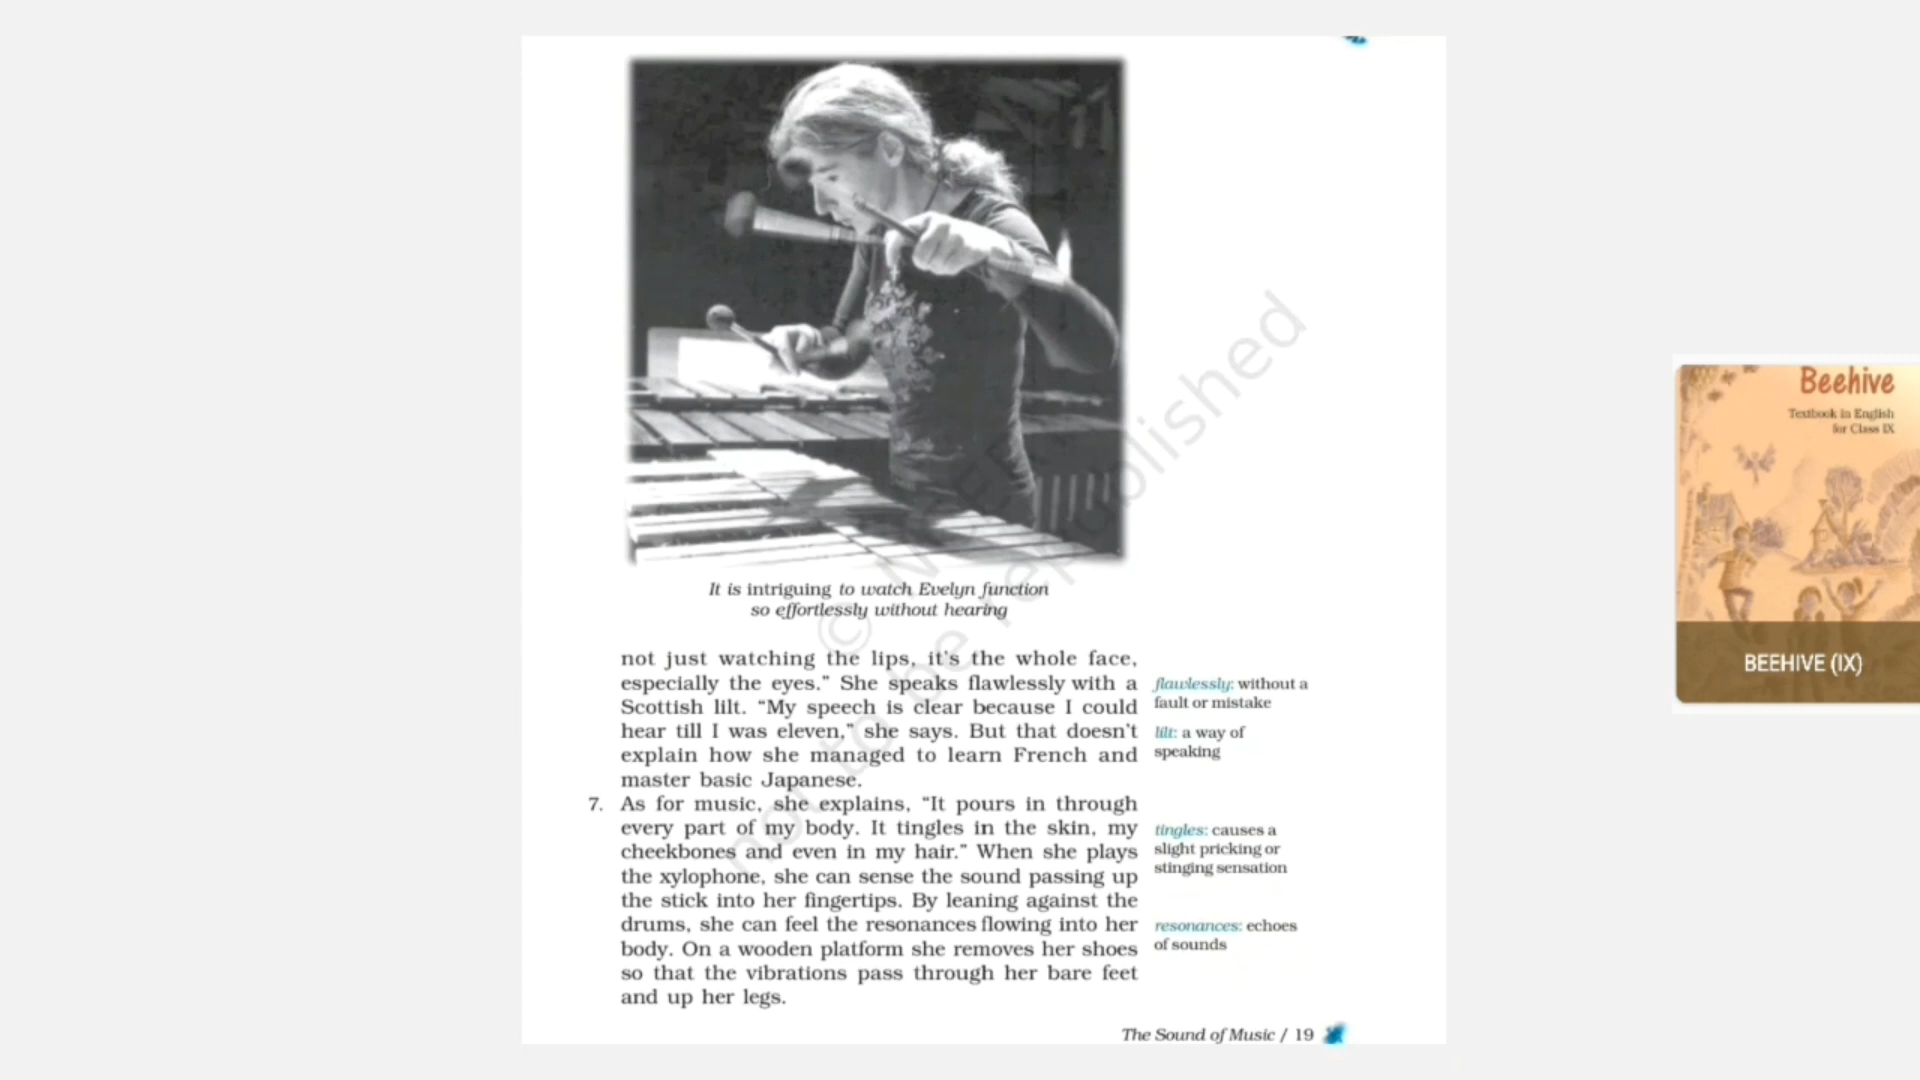 It is intriguing to watch Evelyn function
so effortlessly without hearing
not just watching the lips, it's the whole face,
especially the eyes.” She speaks flawlessly with a
Scottish lilt. “My speech is clear because I could
hear till I was eleven,” she says. But that doesn't
explain how she managed to learn French and
master basic Japanese.
flawlessly: without a
fault or mistake
lilt: a way of
speaking
7. As for music, she explains, “It pours in through
every part of my body. It tingles in the skin, my
cheekbones and even in my hair.” When she plays
the xylophone, she can sense the sound passing up
the stick into her fingertips. By leaning against the
drums, she can feel the resonances flowing into her
body. On a wooden platform she removes her shoes
so that the vibrations pass through her bare feet
and up her legs.
tingles: causes a
slight pricking or
stinging sensation
resonances: echoes
of sounds
The Sound of Music / 19
not to be republished
Beehive
Textbook in English
for Class IX
BEEHIVE (IX)